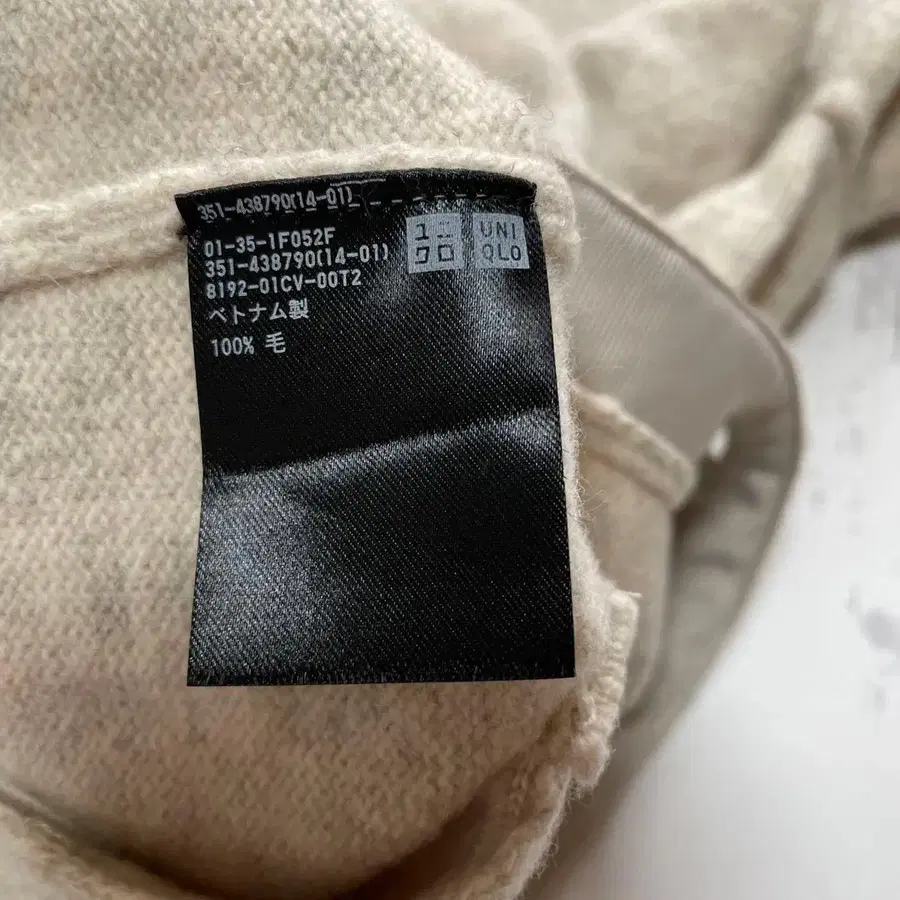 351-438790(14-01)
01-35-1F052F
351-438790(14-01)
8192-01CV-00T2
ベトナム製
100% 毛
ユニ
クロ
UNI
QLO